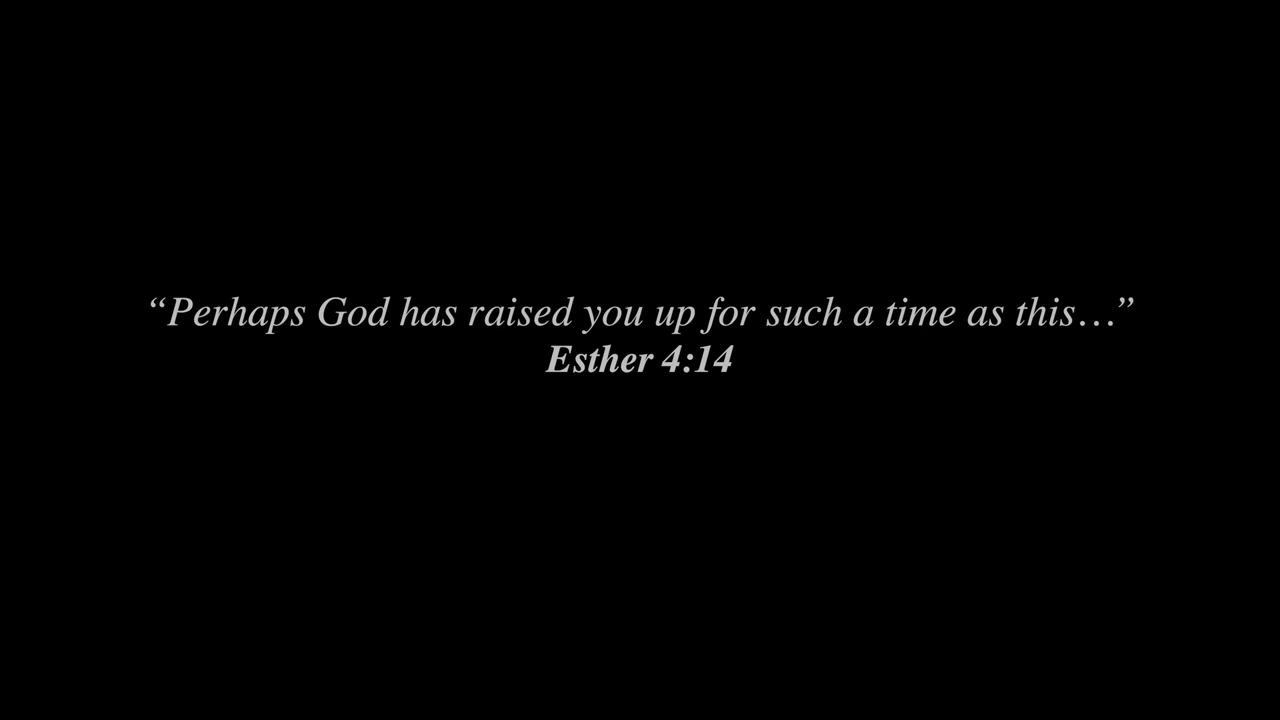 “Perhaps God has raised you up for such a time as this…”
Esther 4:14